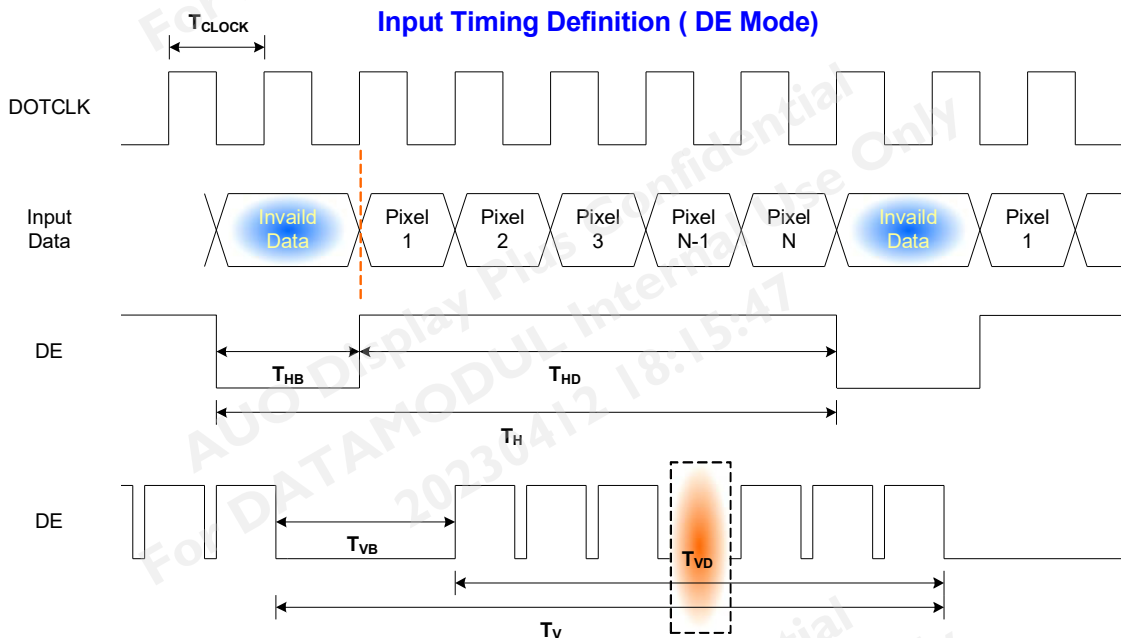 Input Timing Definition ( DE Mode)
TCLOCK
DOTCLK
Input
Data
Invaild
Data
Pixel
1
Pixel
2
Pixel
3
Pixel
N-1
Pixel
N
Invaild
Data
Pixel
1
DE
THB
THD
TH
DE
TVB
TVD
TV
AUO Display Plus Confidential
For DATAMODUL Internal Use Only
20230412 18:15:47
For
ntial